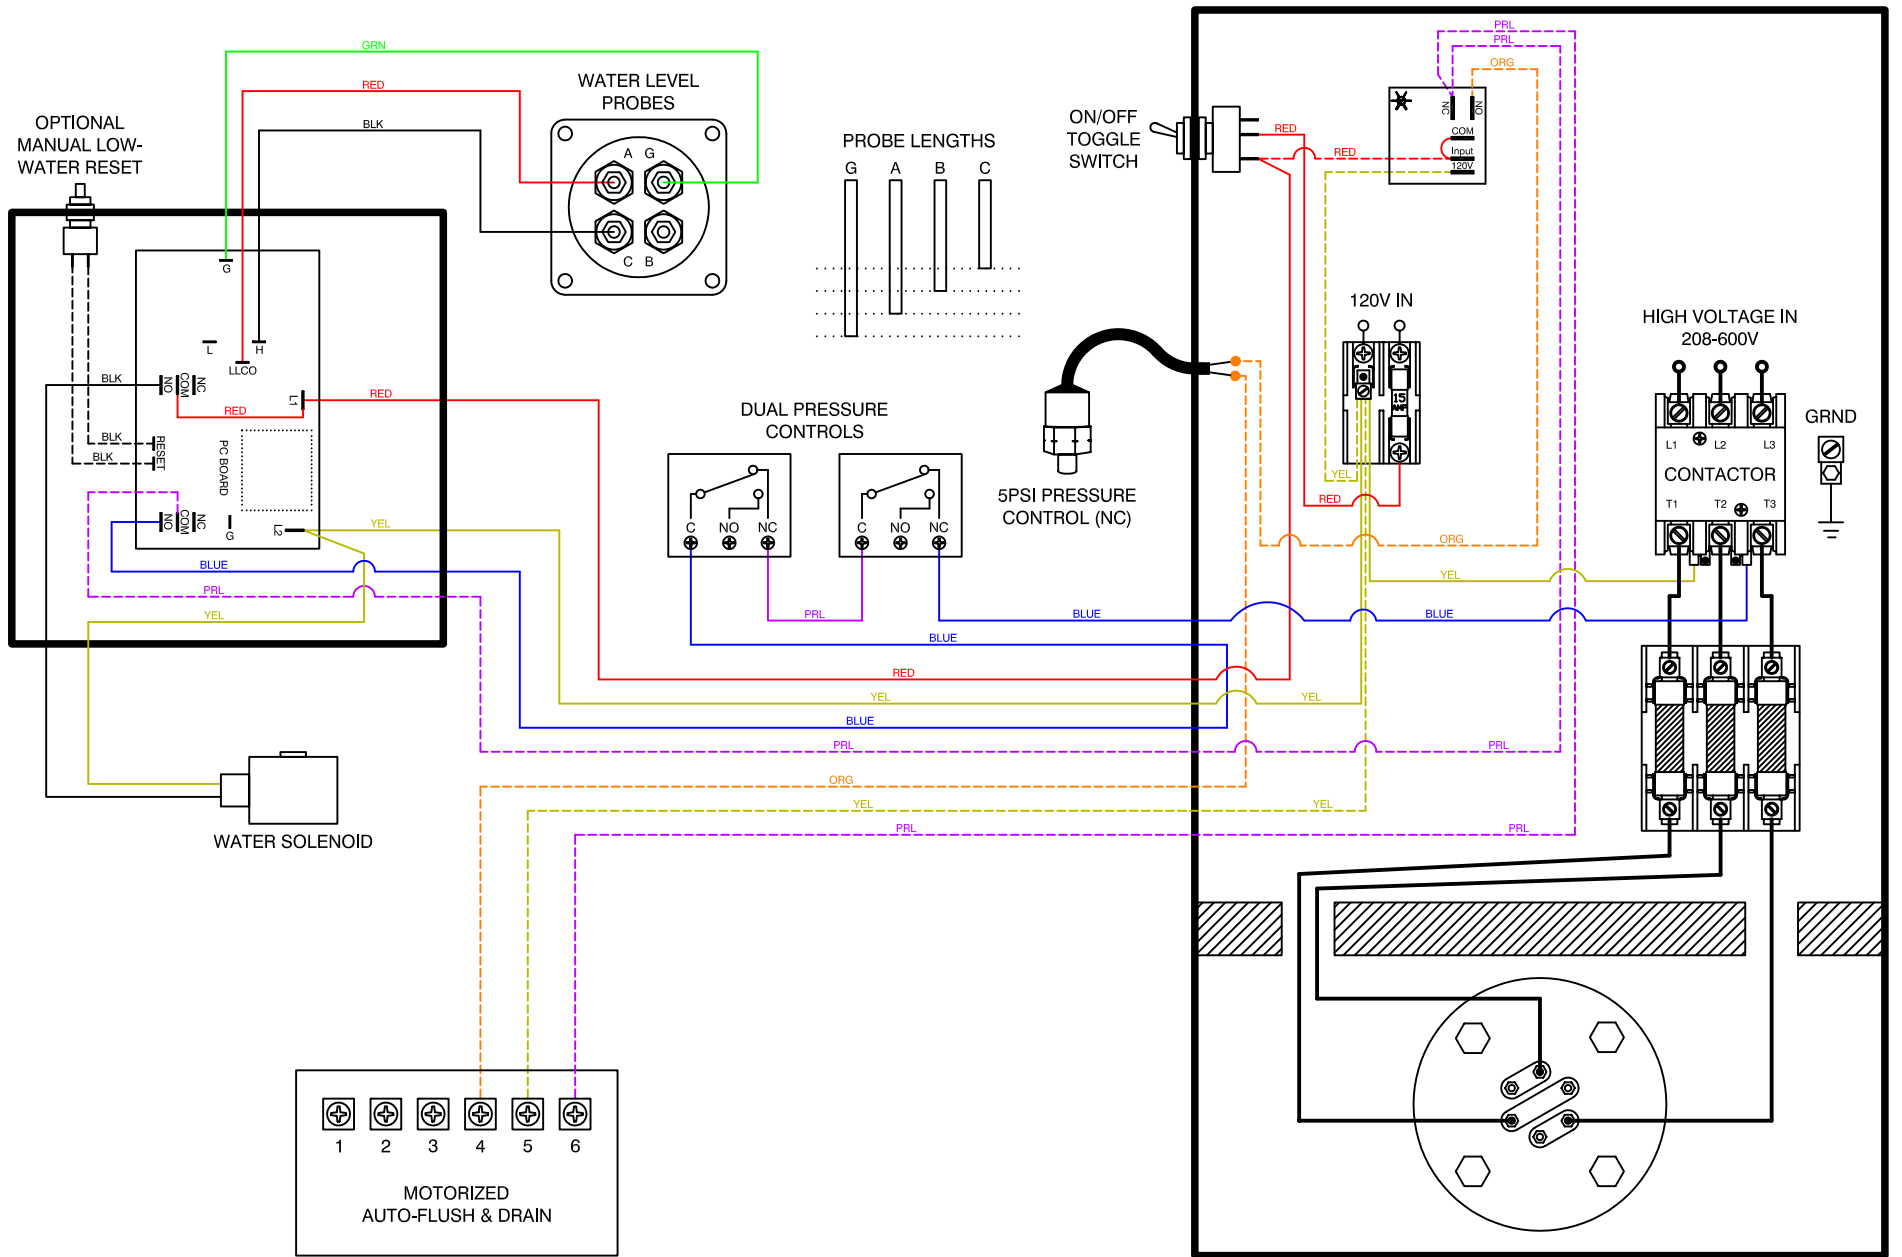 GRN
RED
BLK
OPTIONAL
MANUAL LOW-
WATER RESET
WATER LEVEL
PROBES
A G
C B
PROBE LENGTHS
G A B C
ON/OFF
TOGGLE
SWITCH
RED
RED
PRL
PRL
ORG
NC NO
COM
Input
120V
G
L
H
LLCO
NO COM NC
L1
BLK
RED
RED
BLK
BLK
RESET
PC BOARD
NO COM NC
G
L2
YEL
BLUE
PRL
YEL
DUAL PRESSURE
CONTROLS
C NO NC
C NO NC
PRL
5PSI PRESSURE
CONTROL (NC)
120V IN
15
AMP
YEL
RED
ORG
YEL
HIGH VOLTAGE IN
208-600V
L1 L2 L3
CONTACTOR
T1 T2 T3
GRND
BLUE
BLUE
BLUE
RED
YEL
YEL
BLUE
PRL
PRL
ORG
YEL
YEL
PRL
PRL
WATER SOLENOID
1 2 3 4 5 6
MOTORIZED
AUTO-FLUSH & DRAIN